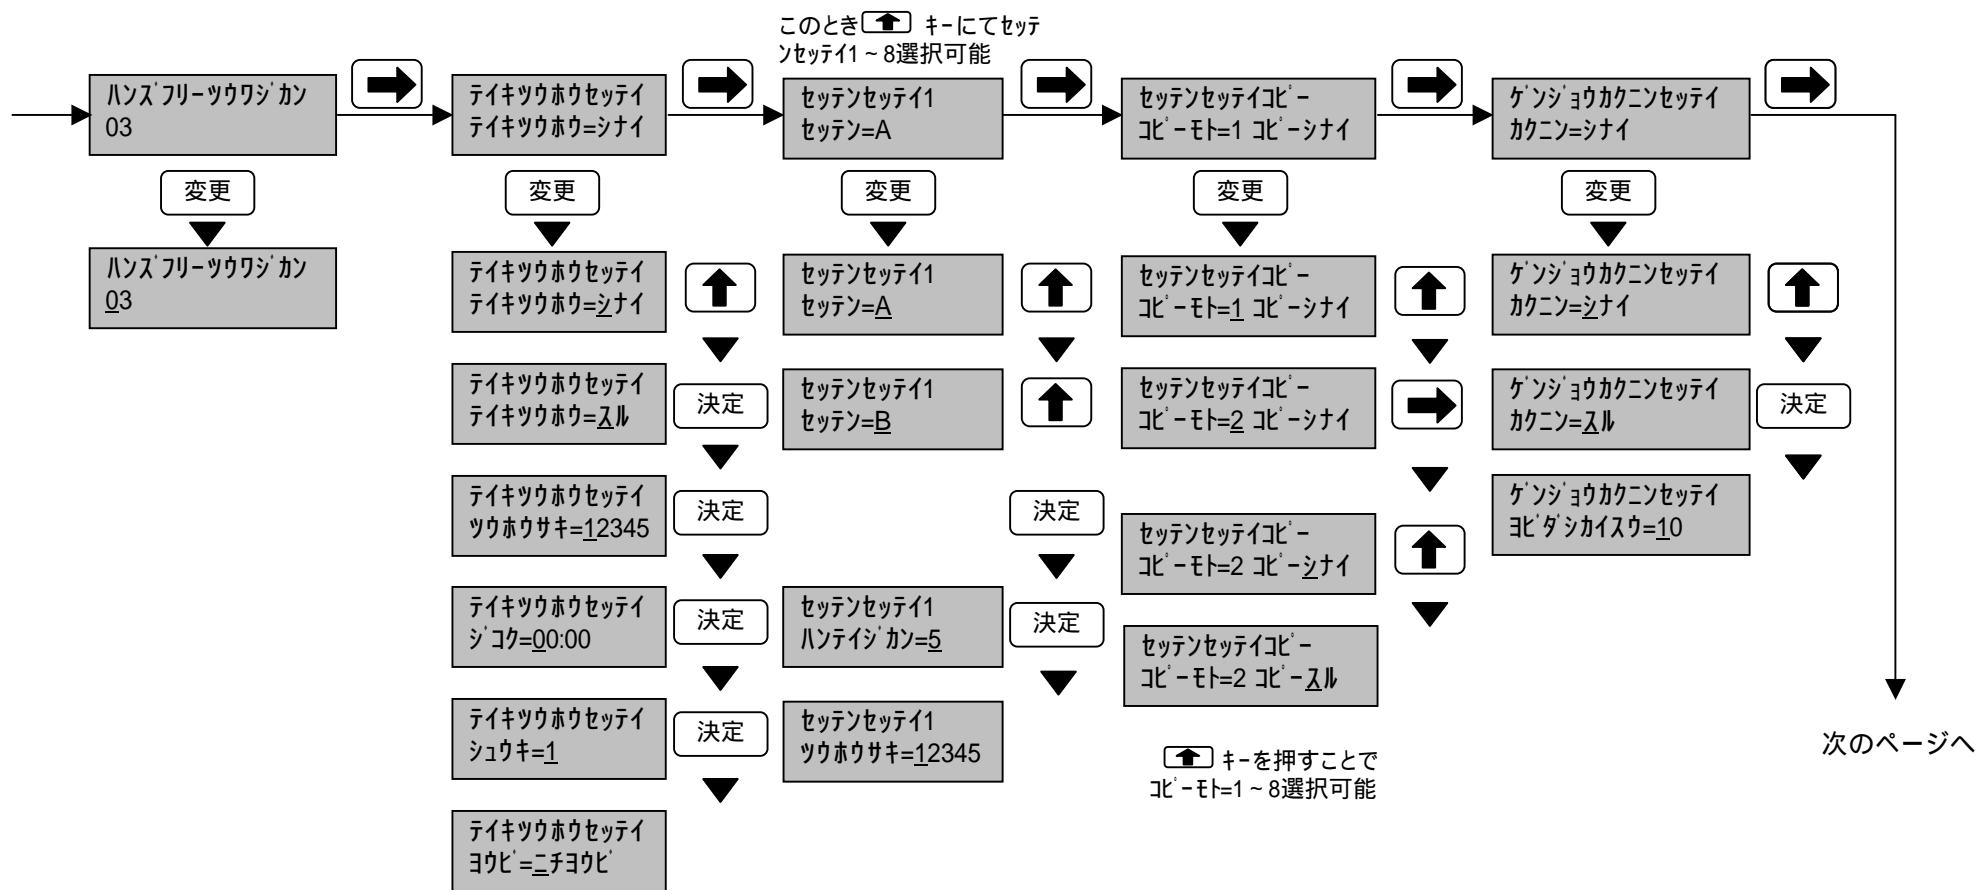 このとき キーにてｾｯﾃ
ﾝｾｯﾃｲ1 ~ 8選択可能
ﾊﾝｽﾞﾌﾘｰﾂｳﾜｼﾞｶﾝ
03
変更
ﾊﾝｽﾞﾌﾘｰﾂｳﾜｼﾞｶﾝ
03
ﾃｲｷﾂｳﾎｳｾｯﾃｲ
ﾃｲｷﾂｳﾎｳ=ｼﾅｲ
変更
ﾃｲｷﾂｳﾎｳｾｯﾃｲ
ﾃｲｷﾂｳﾎｳ=ｼﾅｲ
ﾃｲｷﾂｳﾎｳｾｯﾃｲ
ﾃｲｷﾂｳﾎｳ=ｽﾙ
決定
ﾃｲｷﾂｳﾎｳｾｯﾃｲ
ﾂｳﾎｳｻｷ=12345
決定
ﾃｲｷﾂｳﾎｳｾｯﾃｲ
ｼﾞｺｸ=00:00
決定
ﾃｲｷﾂｳﾎｳｾｯﾃｲ
ｼｭｳｷ=1
決定
ﾃｲｷﾂｳﾎｳｾｯﾃｲ
ﾖｳﾋﾞ=ﾆﾁﾖｳﾋﾞ
ｾｯﾃﾝｾｯﾃｲ1
ｾｯﾃﾝ=A
変更
ｾｯﾃﾝｾｯﾃｲ1
ｾｯﾃﾝ=A
ｾｯﾃﾝｾｯﾃｲ1
ｾｯﾃﾝ=B
決定
ｾｯﾃﾝｾｯﾃｲ1
ﾊﾝﾃｲｼﾞｶﾝ=5
決定
ｾｯﾃﾝｾｯﾃｲ1
ﾂｳﾎｳｻｷ=12345
ｾｯﾃﾝｾｯﾃｲｺﾋﾟｰ
ｺﾋﾟｰﾓﾄ=1 ｺﾋﾟｰｼﾅｲ
変更
ｾｯﾃﾝｾｯﾃｲｺﾋﾟｰ
ｺﾋﾟｰﾓﾄ=1 ｺﾋﾟｰｼﾅｲ
ｾｯﾃﾝｾｯﾃｲｺﾋﾟｰ
ｺﾋﾟｰﾓﾄ=2 ｺﾋﾟｰｼﾅｲ
ｾｯﾃﾝｾｯﾃｲｺﾋﾟｰ
ｺﾋﾟｰﾓﾄ=2 ｺﾋﾟｰｼﾅｲ
ｾｯﾃﾝｾｯﾃｲｺﾋﾟｰ
ｺﾋﾟｰﾓﾄ=2 ｺﾋﾟｰｽﾙ
キーを押すことで
ｺﾋﾟｰﾓﾄ=1 ~ 8選択可能
ｹﾞﾝｼﾞｮｳｶｸﾆﾝｾｯﾃｲ
ｶｸﾆﾝ=ｼﾅｲ
変更
ｹﾞﾝｼﾞｮｳｶｸﾆﾝｾｯﾃｲ
ｶｸﾆﾝ=ｼﾅｲ
ｹﾞﾝｼﾞｮｳｶｸﾆﾝｾｯﾃｲ
ｶｸﾆﾝ=ｽﾙ
決定
ｹﾞﾝｼﾞｮｳｶｸﾆﾝｾｯﾃｲ
ﾖﾋﾞﾀﾞｼｶｲｽｳ=10
次のページへ